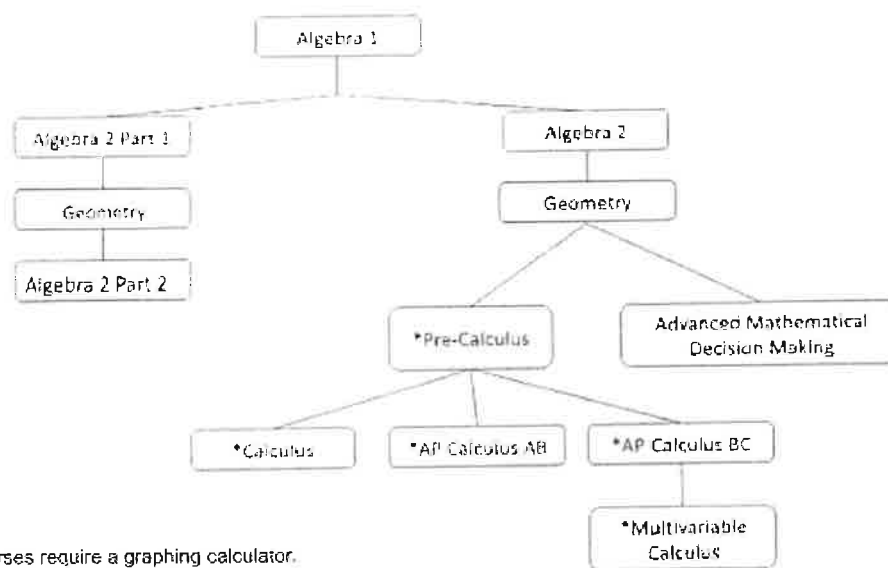 Algebra 1
Algebra 2 Part 1
Algebra 2
Geometry
Geometry
Algebra 2 Part 2
*Pre-Calculus
Advanced Mathematical
Decision Making
*Calculus
*AP Calculus AB
*AP Calculus BC
*Multivariable
Calculus
require a graphing calculator.